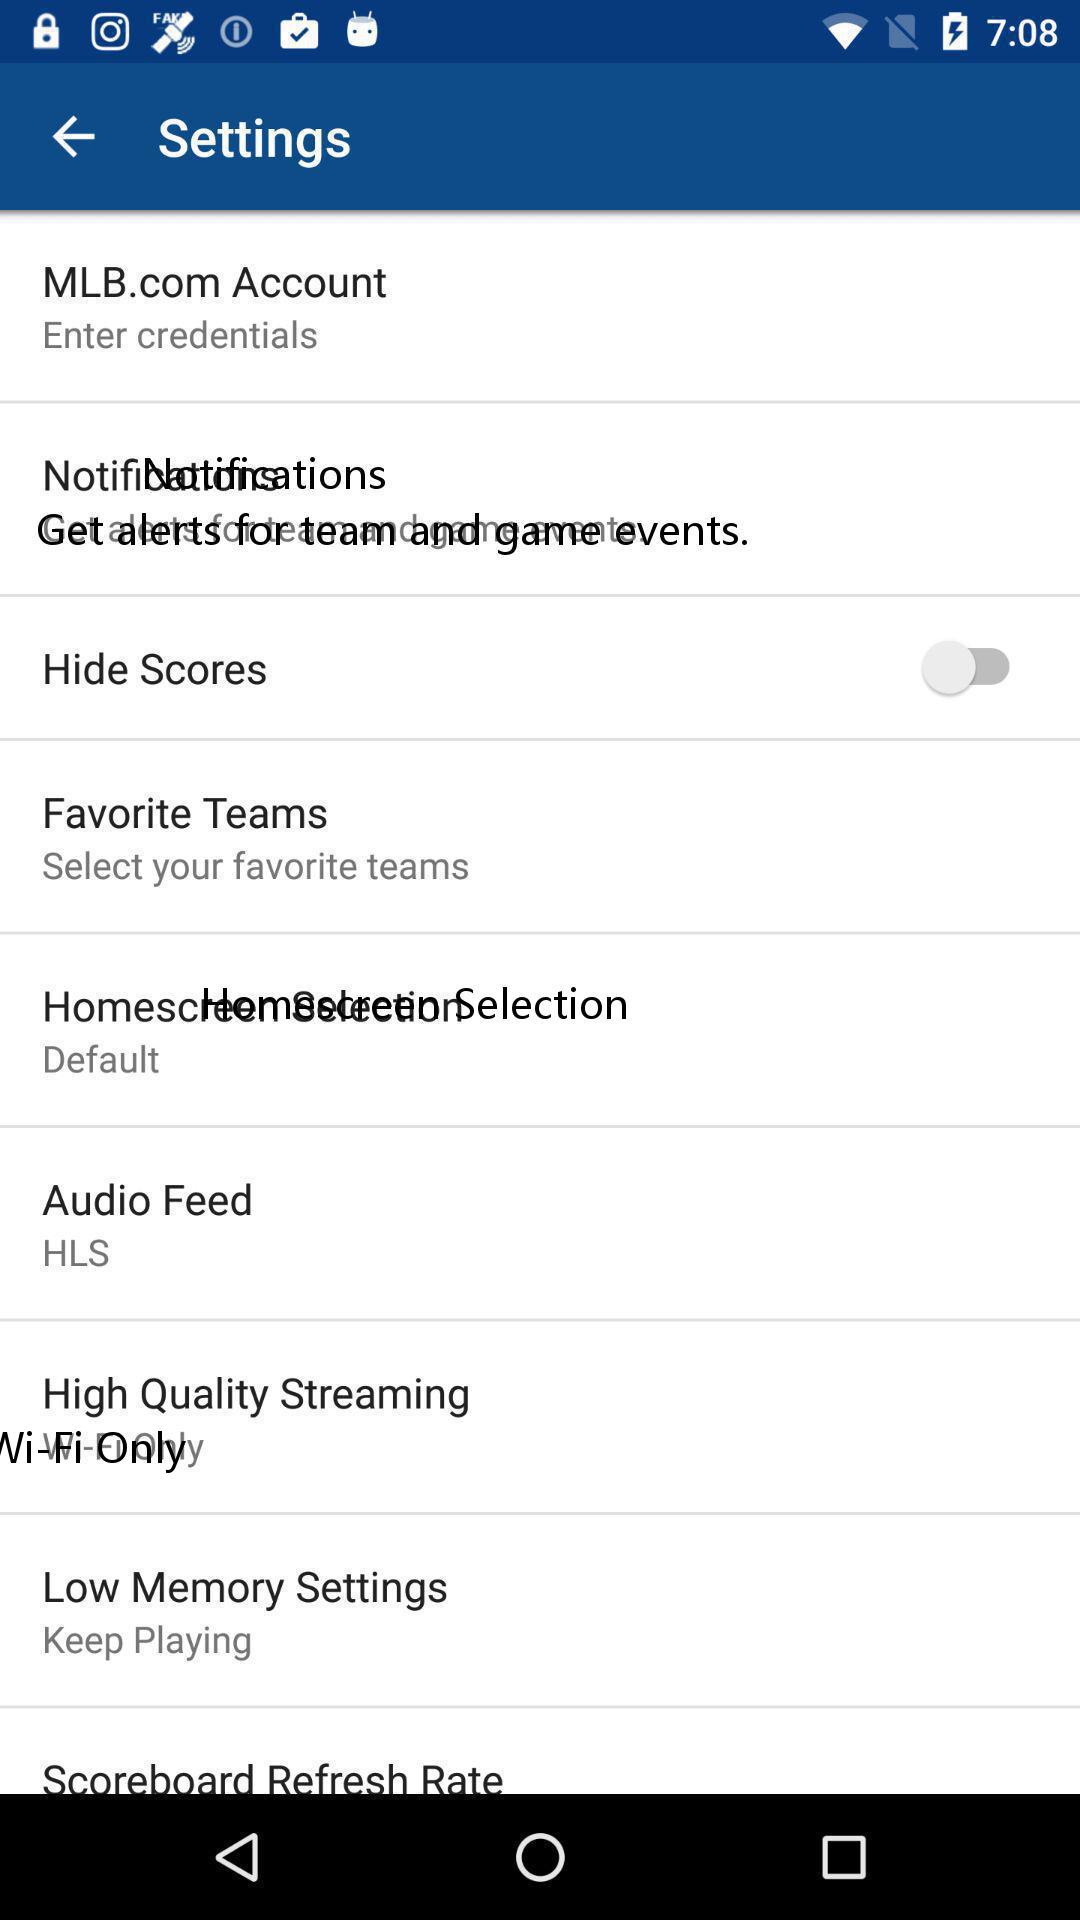 FAKE
7:08
Settings
MLB.com Account
Enter credentials
Notifications
Notifications
Get alerts for team and game events.
Get alerts for team and game events.
Hide Scores
Favorite Teams
Select your favorite teams
Homescreen Selection
Homescreen Selection
Default
Audio Feed
HLS
High Quality Streaming
Wi-Fi Only
Wi-Fi Only
Low Memory Settings
Keep Playing
Scoreboard Refresh Rate